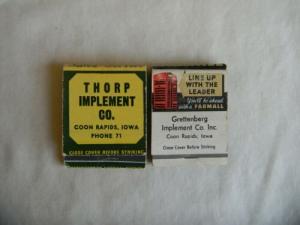 THORP
IMPLEMENT
CO.
COON RAPIDS, IOWA
PHONE 71
CLOSE COVER BEFORE STRIKING
LINE UP
WITH THE
LEADER
You'll be ahead
with a FARMALL
Grettenberg
Implement Co. Inc.
Coon Rapids, Iowa
Close Cover Before Striking